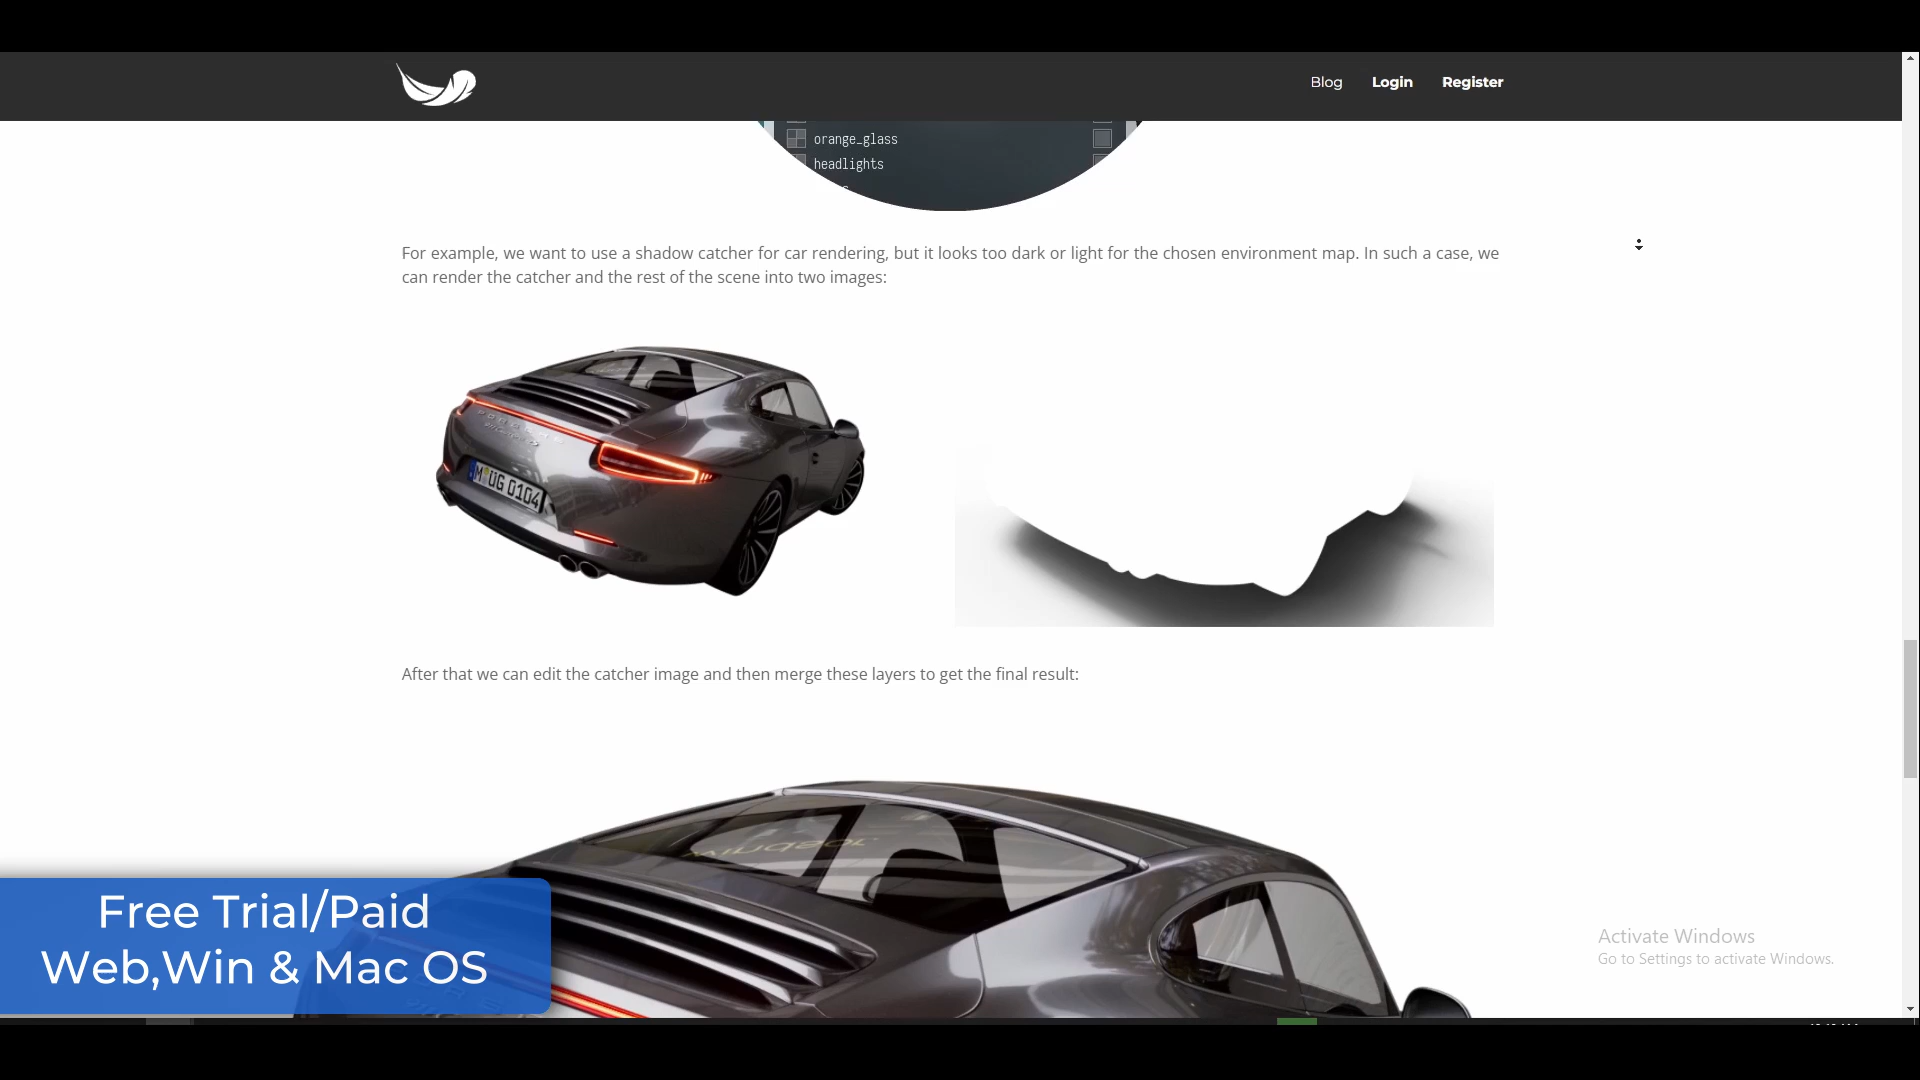 Blog Login Register
orange_glass
headlights
For example, we want to use a shadow catcher for car rendering, but it looks too dark or light for the chosen environment map. In such a case, we
can render the catcher and the rest of the scene into two images:
M ÜG 0104
After that we can edit the catcher image and then merge these layers to get the final result:
Free Trial/Paid
Web,Win & Mac OS
Activate Windows
Go to Settings to activate Windows.